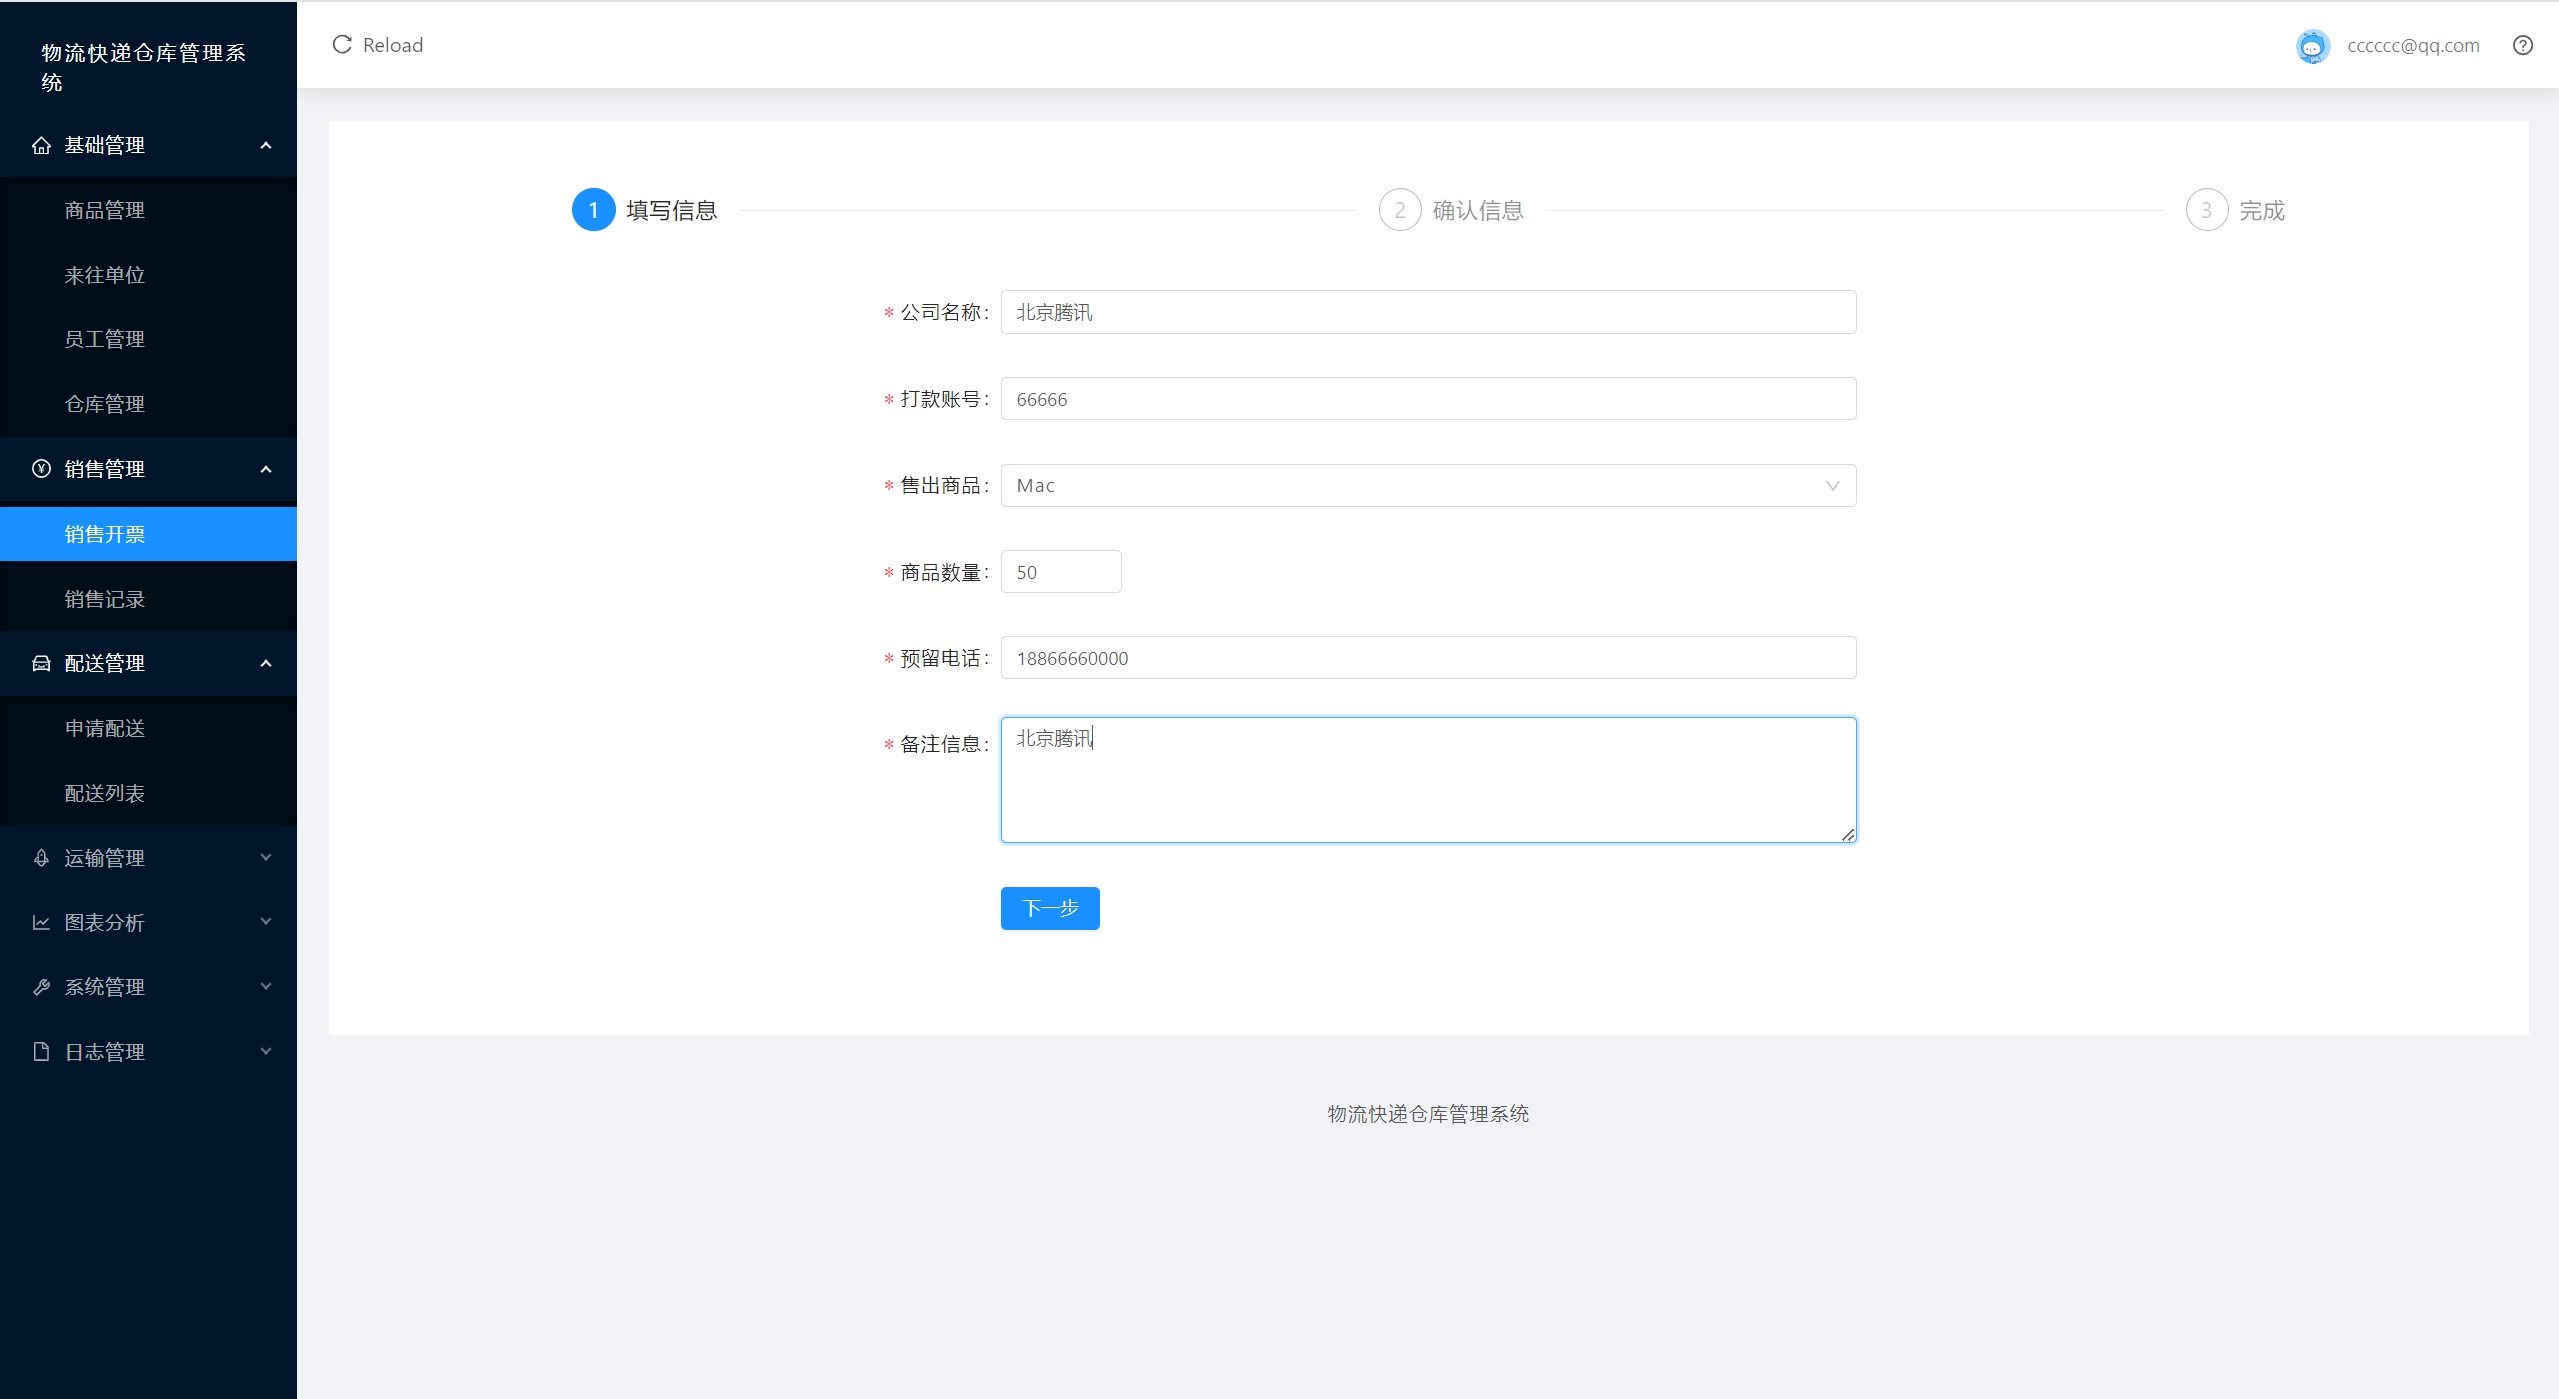 物流快递仓库管理系
统
基础管理
商品管理
来往单位
员工管理
仓库管理
销售管理
销售开票
销售记录
配送管理
申请配送
配送列表
运输管理
图表分析
系统管理
日志管理
Reload
cccccc@qq.com
1 填写信息
2 确认信息
3 完成
* 公司名称: 北京腾讯
* 打款账号: 66666
* 售出商品: Mac
* 商品数量: 50
* 预留电话: 18866660000
* 备注信息: 北京腾讯
下一步
物流快递仓库管理系统